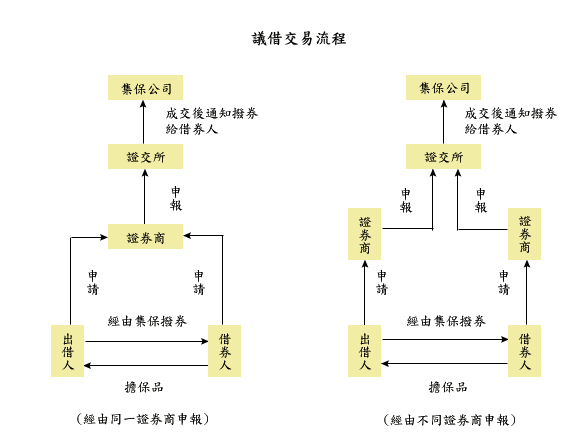 議借交易流程
集保公司
成交後通知撥券
給借券人
證交所
申報
證券商
申請
申請
經由集保撥券
出借人
借券人
擔保品
（經由同一證券商申報）
集保公司
成交後通知撥券
給借券人
證交所
申報
申報
證券商
證券商
申請
申請
經由集保撥券
出借人
借券人
擔保品
（經由不同證券商申報）